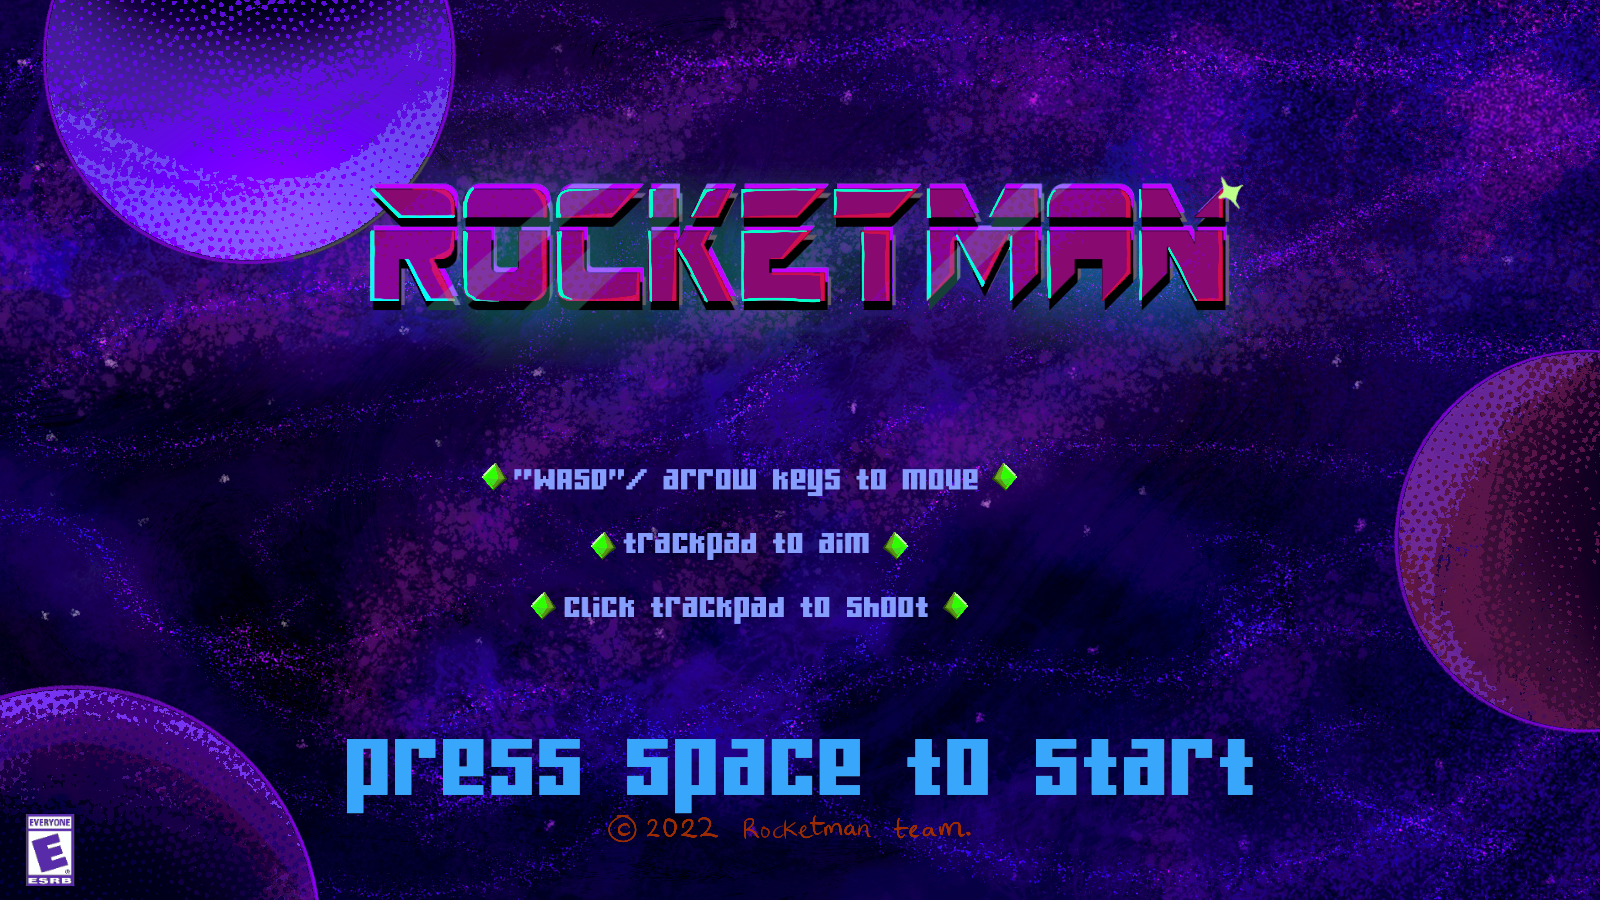 ROCKETMAN
"WASD"/ arrow keys to move
trackpad to aim
click trackpad to shoot
press space to start
© 2022 Rocketman team.
EVERYONE
E
®
ESRB